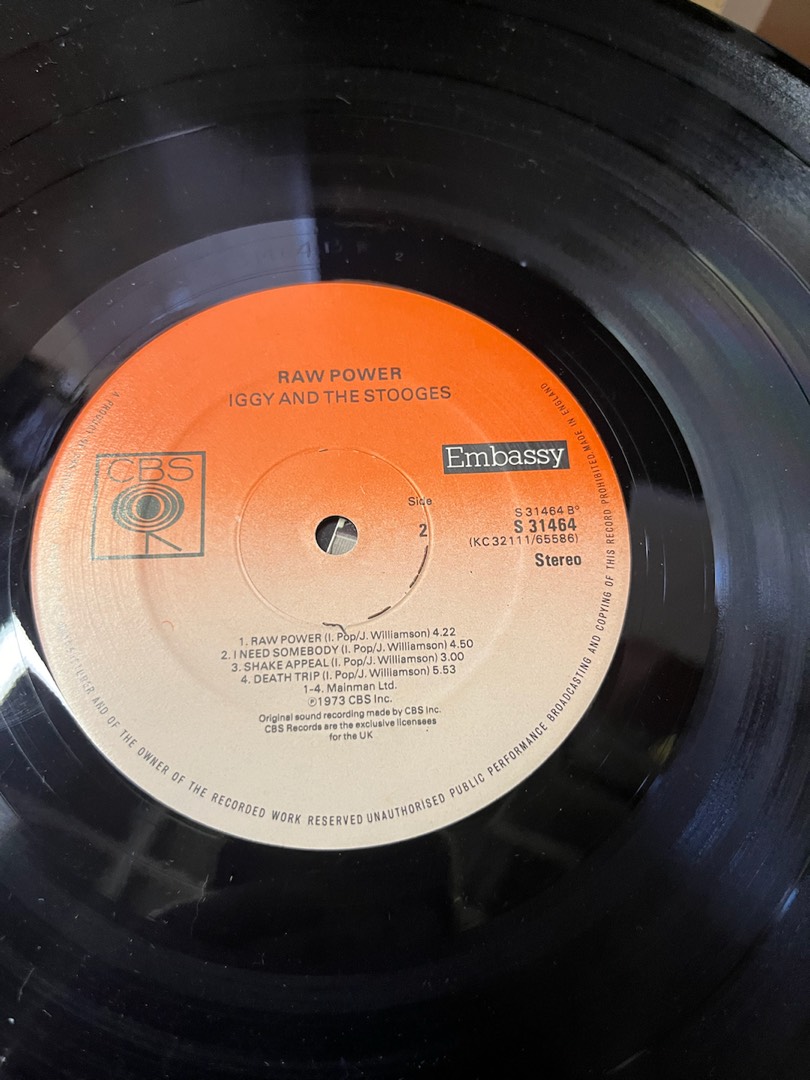 RAW POWER
IGGY AND THE STOOGES
CBS
Embassy
Side
2
S 31464 B°
S 31464
(KC32111/65586)
Stereo
1. RAW POWER (I. Pop/J. Williamson) 4.22
2. I NEED SOMEBODY (I. Pop/J. Williamson) 4.50
3. SHAKE APPEAL (I. Pop/J. Williamson) 3.00
4. DEATH TRIP (I. Pop/J. Williamson) 5.53
1-4. Mainman Ltd.
℗1973 CBS Inc.
Original sound recording made by CBS Inc.
CBS Records are the exclusive licensees
for the UK
AND OF THE OWNER OF THE RECORDED WORK RESERVED UNAUTHORISED PUBLIC PERFORMANCE BROADCASTING AND COPYING OF THIS RECORD PROHIBITED. MADE IN ENGLAND